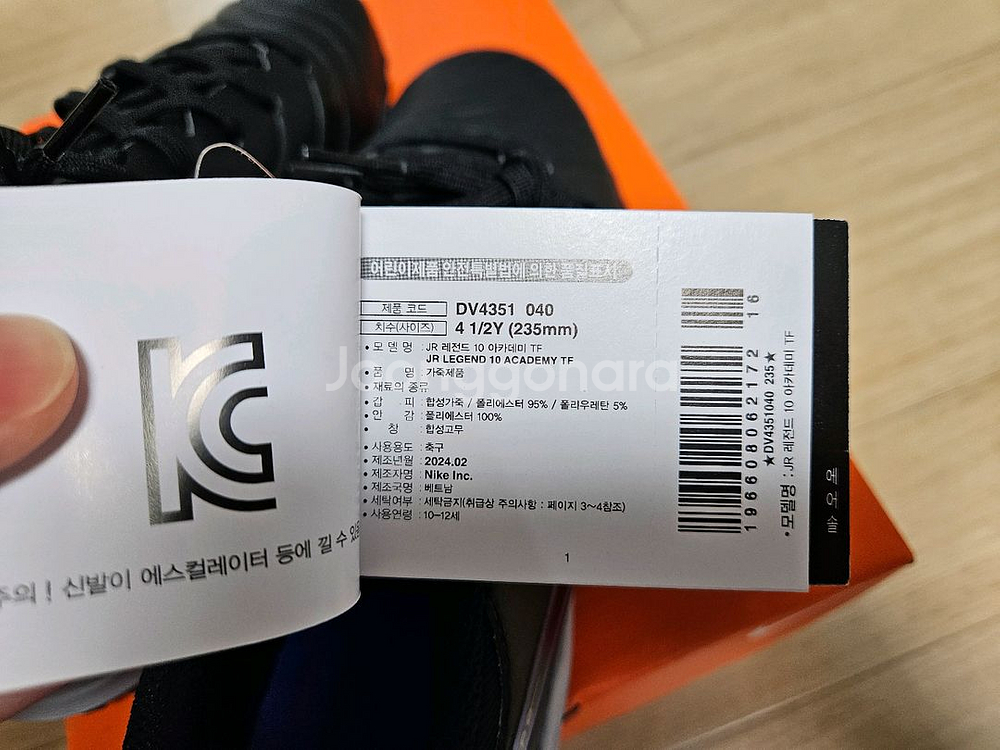 KC
주의 ! 신발이 에스컬레이터 등에 낄 수 있
어린이제품 안전특별법에 의한 품질표시
제품 코드 DV4351 040
치수(사이즈) 4 1/2Y (235mm)
• 모 델 명 : JR 레전드 10 아카데미 TF
JR LEGEND 10 ACADEMY TF
• 품 명 : 가죽제품
• 재료의 종류
• 갑 피 : 합성가죽 / 폴리에스터 95% / 폴리우레탄 5%
• 안 감 : 폴리에스터 100%
• 창 : 합성고무
• 사용용도 : 축구
• 제조년월 : 2024.02
• 제조자명 : Nike Inc.
• 제조국명 : 베트남
• 세탁여부 : 세탁금지(취급상 주의사항 : 페이지 3~4참조)
• 사용연령 : 10-12세
1
16
196608062172
★DV4351040 235★
• 모델명 : JR 레전드 10 아카데미 TF
에어솔
Joonggonara